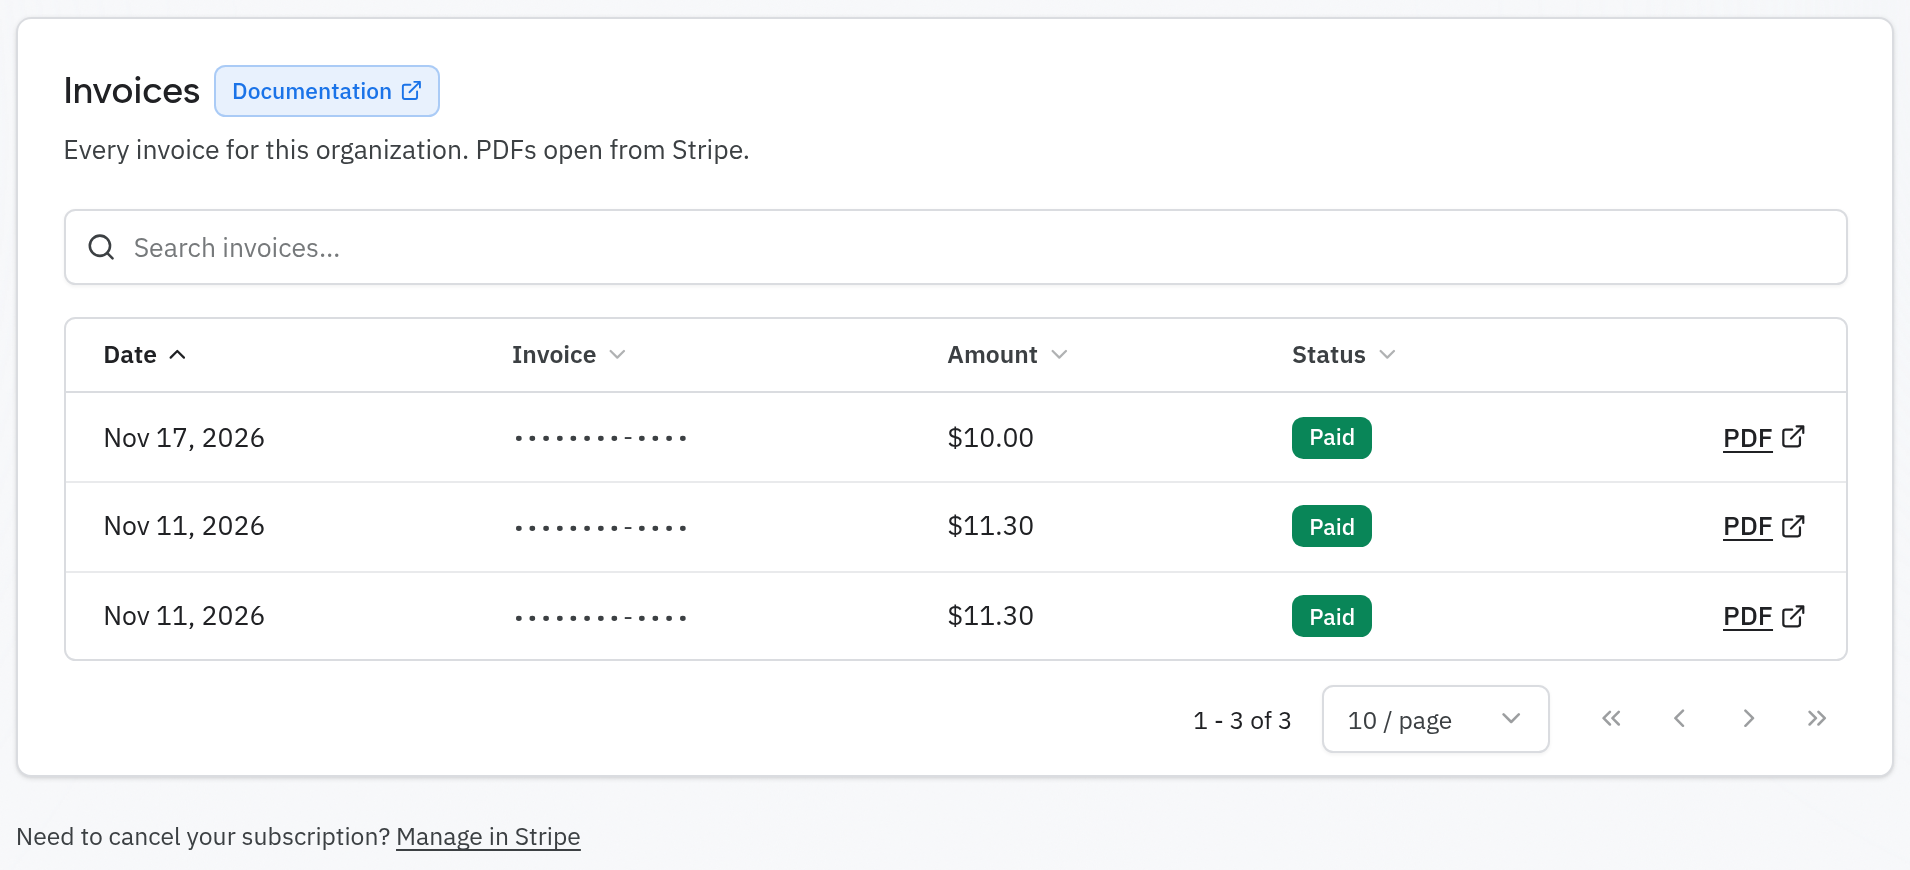 Invoices Documentation
Every invoice for this organization. PDFs open from Stripe.
Search invoices...
Date Invoice Amount Status
Nov 17, 2026 ••••••••-•••• $10.00 Paid PDF
Nov 11, 2026 ••••••••-•••• $11.30 Paid PDF
Nov 11, 2026 ••••••••-•••• $11.30 Paid PDF
1 - 3 of 3 10 / page
Need to cancel your subscription? Manage in Stripe